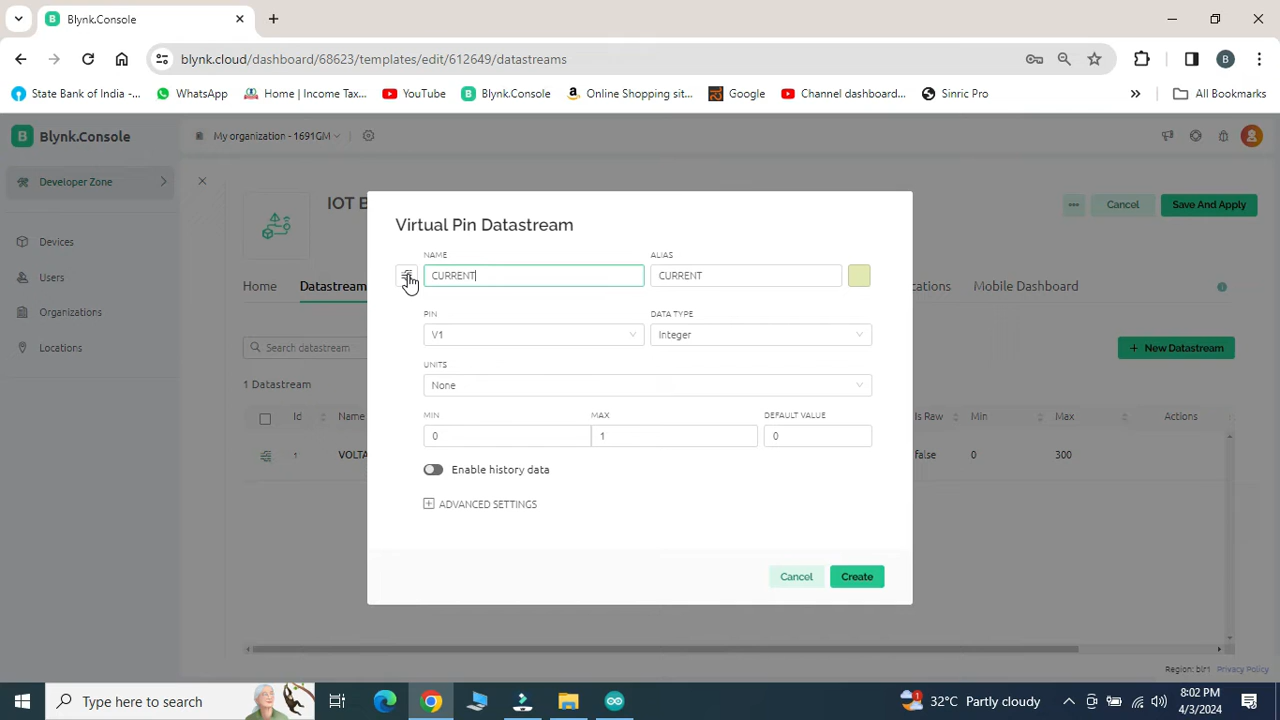 Blynk.Console
blynk.cloud/dashboard/68623/templates/edit/612649/datastreams
B
State Bank of India -...
WhatsApp
Home | Income Tax...
YouTube
Blynk.Console
Online Shopping sit...
Google
Channel dashboard...
Sinric Pro
»
All Bookmarks
B Blynk.Console
My organization - 1691GM
Developer Zone
Devices
Users
Organizations
Locations
IOT B
Cancel
Save And Apply
Home
Datastream
cations
Mobile Dashboard
Search datastream
+ New Datastream
1 Datastream
Id
Name
Is Raw
Min
Max
Actions
1
VOLTA
false
0
300
Virtual Pin Datastream
NAME
ALIAS
CURRENT
CURRENT
PIN
DATA TYPE
V1
Integer
UNITS
None
MIN
MAX
DEFAULT VALUE
0
1
0
Enable history data
ADVANCED SETTINGS
Cancel
Create
Region: blr1 Privacy Policy
Type here to search
1
32°C Partly cloudy
8:02 PM
4/3/2024